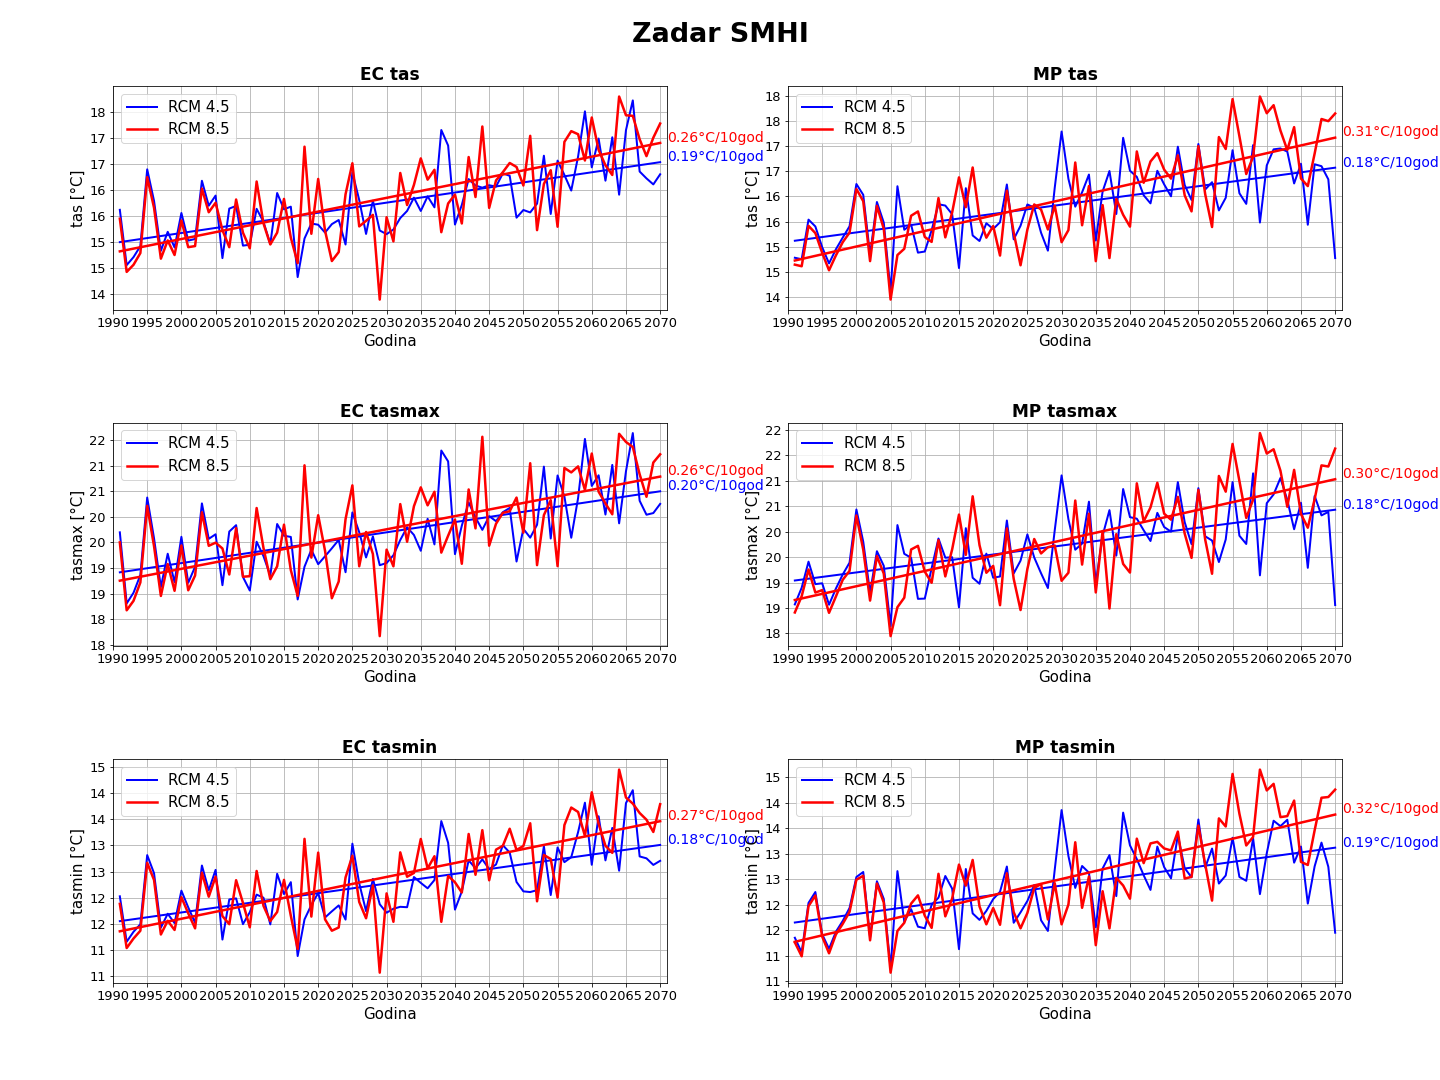 Zadar SMHI
EC tas
RCM 4.5
RCM 8.5
tas [°C]
18
17
17
16
16
15
15
14
1990 1995 2000 2005 2010 2015 2020 2025 2030 2035 2040 2045 2050 2055 2060 2065 2070
Godina
0.26°C/10god
0.19°C/10god
MP tas
RCM 4.5
RCM 8.5
tas [°C]
18
18
17
17
16
16
15
15
14
1990 1995 2000 2005 2010 2015 2020 2025 2030 2035 2040 2045 2050 2055 2060 2065 2070
Godina
0.31°C/10god
0.18°C/10god
EC tasmax
RCM 4.5
RCM 8.5
tasmax [°C]
22
21
21
20
20
19
19
18
18
1990 1995 2000 2005 2010 2015 2020 2025 2030 2035 2040 2045 2050 2055 2060 2065 2070
Godina
0.26°C/10god
0.20°C/10god
MP tasmax
RCM 4.5
RCM 8.5
tasmax [°C]
22
22
21
21
20
20
19
19
18
1990 1995 2000 2005 2010 2015 2020 2025 2030 2035 2040 2045 2050 2055 2060 2065 2070
Godina
0.30°C/10god
0.18°C/10god
EC tasmin
RCM 4.5
RCM 8.5
tasmin [°C]
15
14
14
13
13
12
12
11
11
1990 1995 2000 2005 2010 2015 2020 2025 2030 2035 2040 2045 2050 2055 2060 2065 2070
Godina
0.27°C/10god
0.18°C/10god
MP tasmin
RCM 4.5
RCM 8.5
tasmin [°C]
15
14
14
13
13
12
12
11
11
1990 1995 2000 2005 2010 2015 2020 2025 2030 2035 2040 2045 2050 2055 2060 2065 2070
Godina
0.32°C/10god
0.19°C/10god